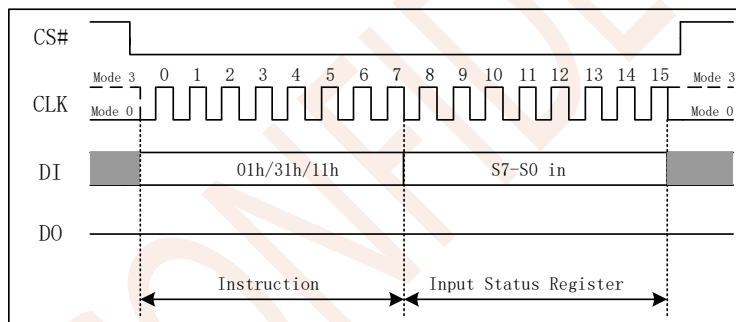 CS#
Mode 3 0 1 2 3 4 5 6 7 8 9 10 11 12 13 14 15 Mode 3
CLK
Mode 0 Mode 0
DI 01h/31h/11h S7-S0 in
DO
Instruction Input Status Register
CONFIDE